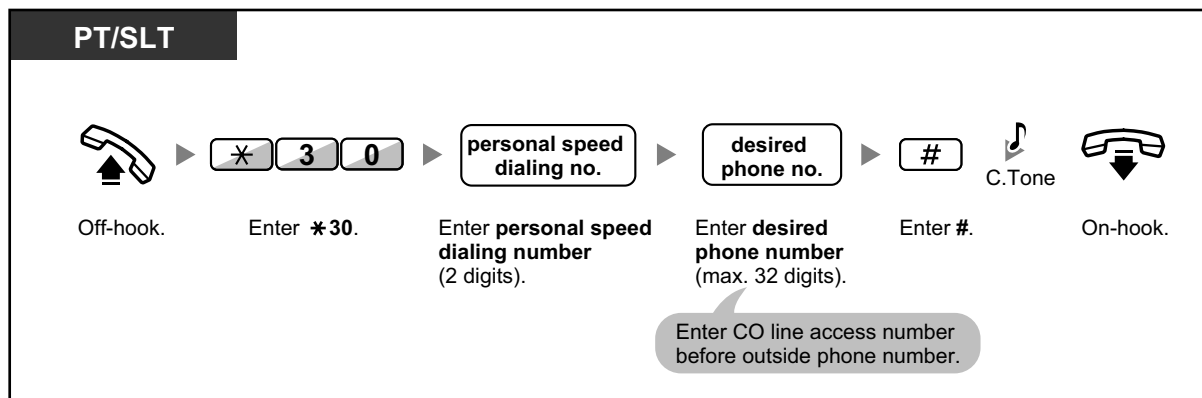 PT/SLT
* 3 0
personal speed
dialing no.
desired
phone no.
#
C.Tone
Off-hook.
Enter *30.
Enter personal speed
dialing number
(2 digits).
Enter desired
phone number
(max. 32 digits).
Enter #.
On-hook.
Enter CO line access number
before outside phone number.